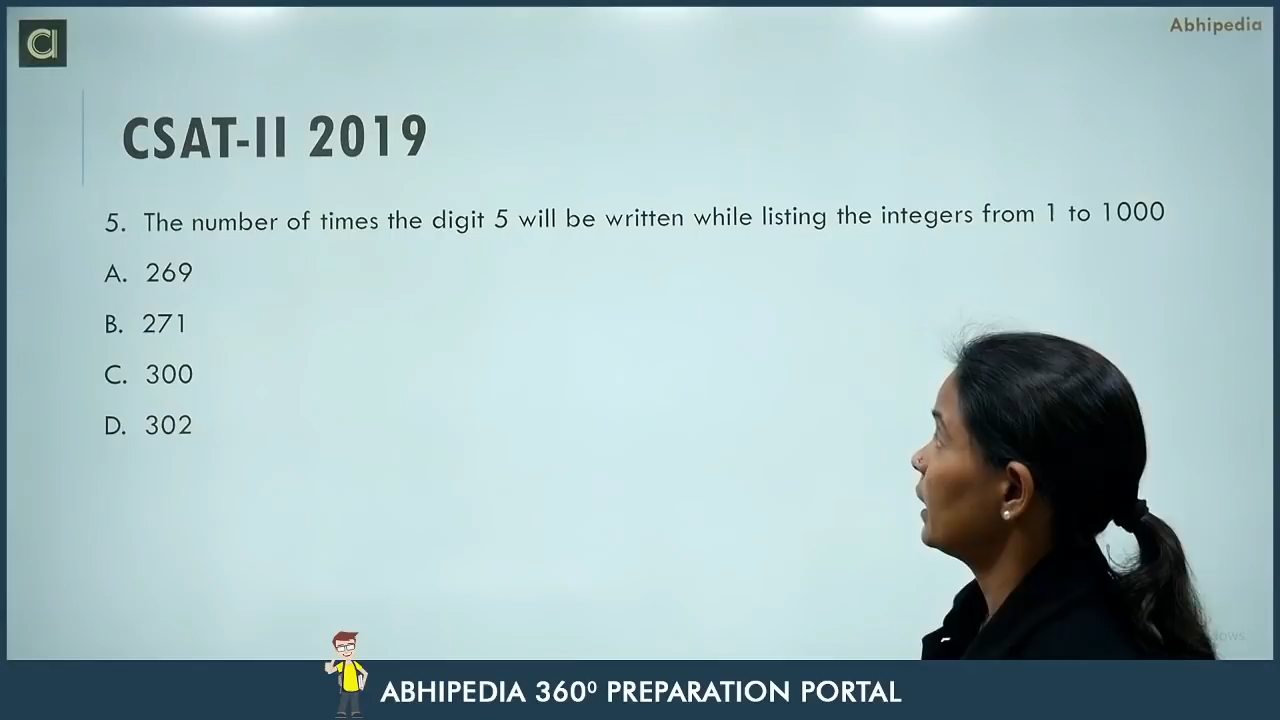 Abhipedia
CSAT-II 2019
5. The number of times the digit 5 will be written while listing the integers from 1 to 1000
A. 269
B. 271
C. 300
D. 302
ABHIPEDIA 360⁰ PREPARATION PORTAL